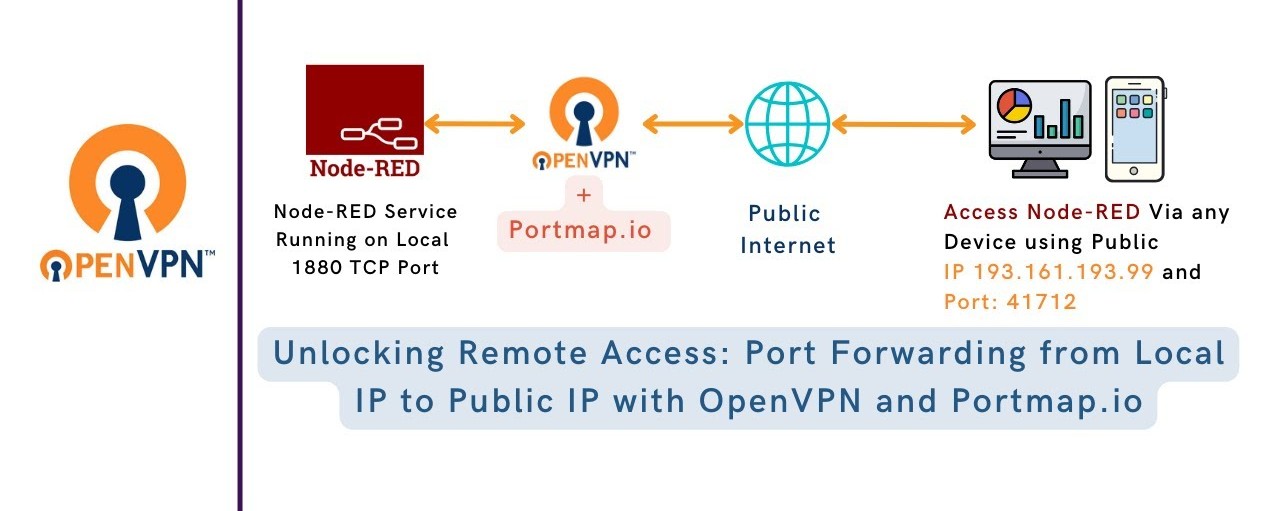 OPENVPN™
Node-RED
Node-RED Service
Running on Local
1880 TCP Port
OPENVPN™
+
Portmap.io
Public
Internet
Access Node-RED Via any
Device using Public
IP 193.161.193.99 and
Port: 41712
Unlocking Remote Access: Port Forwarding from Local
IP to Public IP with OpenVPN and Portmap.io